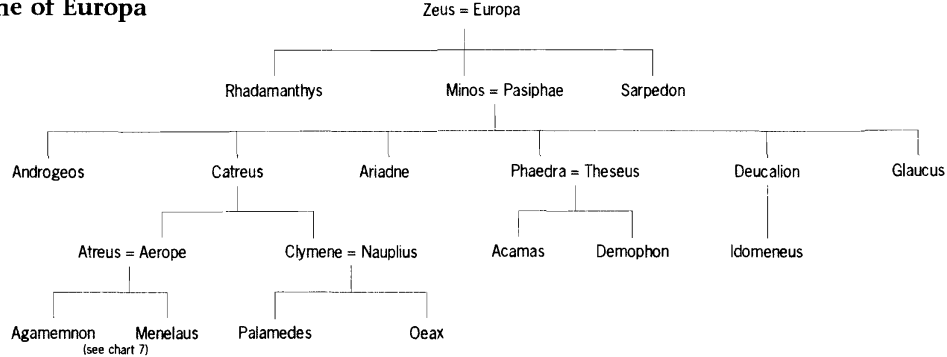 ne of Europa
Zeus = Europa
Rhadamanthys Minos = Pasiphae Sarpedon
Androgeos Catreus Ariadne Phaedra = Theseus Deucalion Glaucus
Atreus = Aerope Clymene = Nauplius Acamas Demophon Idomeneus
Agamemnon Menelaus Palamedes Oeax
(see chart 7)